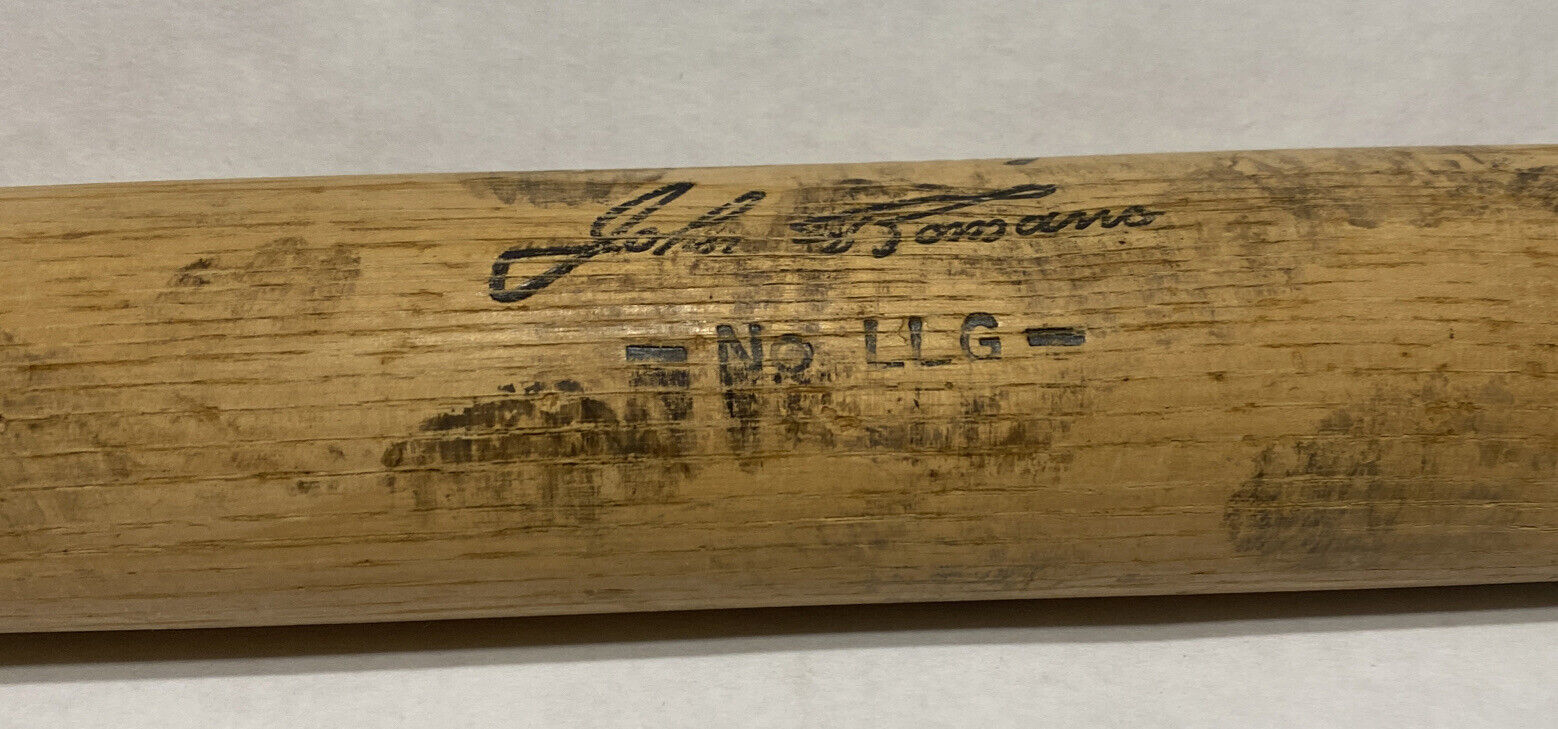 John Romano
- No LLG -